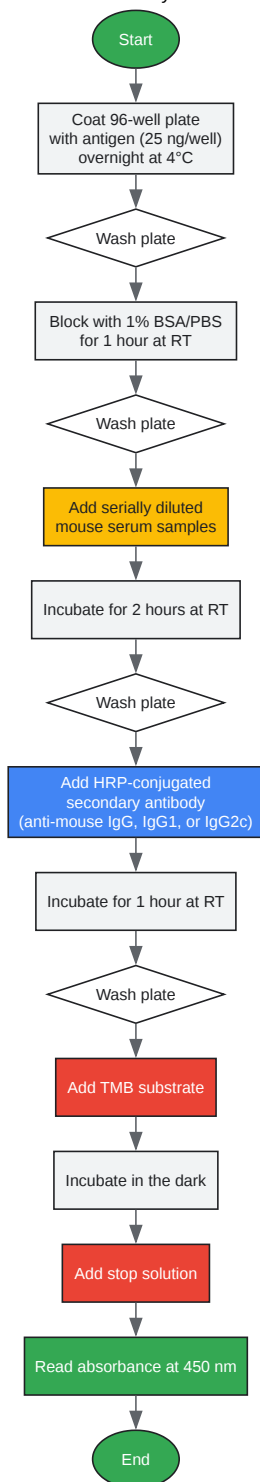 Start
Coat 96-well plate
with antigen (25 ng/well)
overnight at 4°C
Wash plate
Block with 1% BSA/PBS
for 1 hour at RT
Wash plate
Add serially diluted
mouse serum samples
Incubate for 2 hours at RT
Wash plate
Add HRP-conjugated
secondary antibody
(anti-mouse IgG, IgG1, or IgG2c)
Incubate for 1 hour at RT
Wash plate
Add TMB substrate
Incubate in the dark
Add stop solution
Read absorbance at 450 nm
End